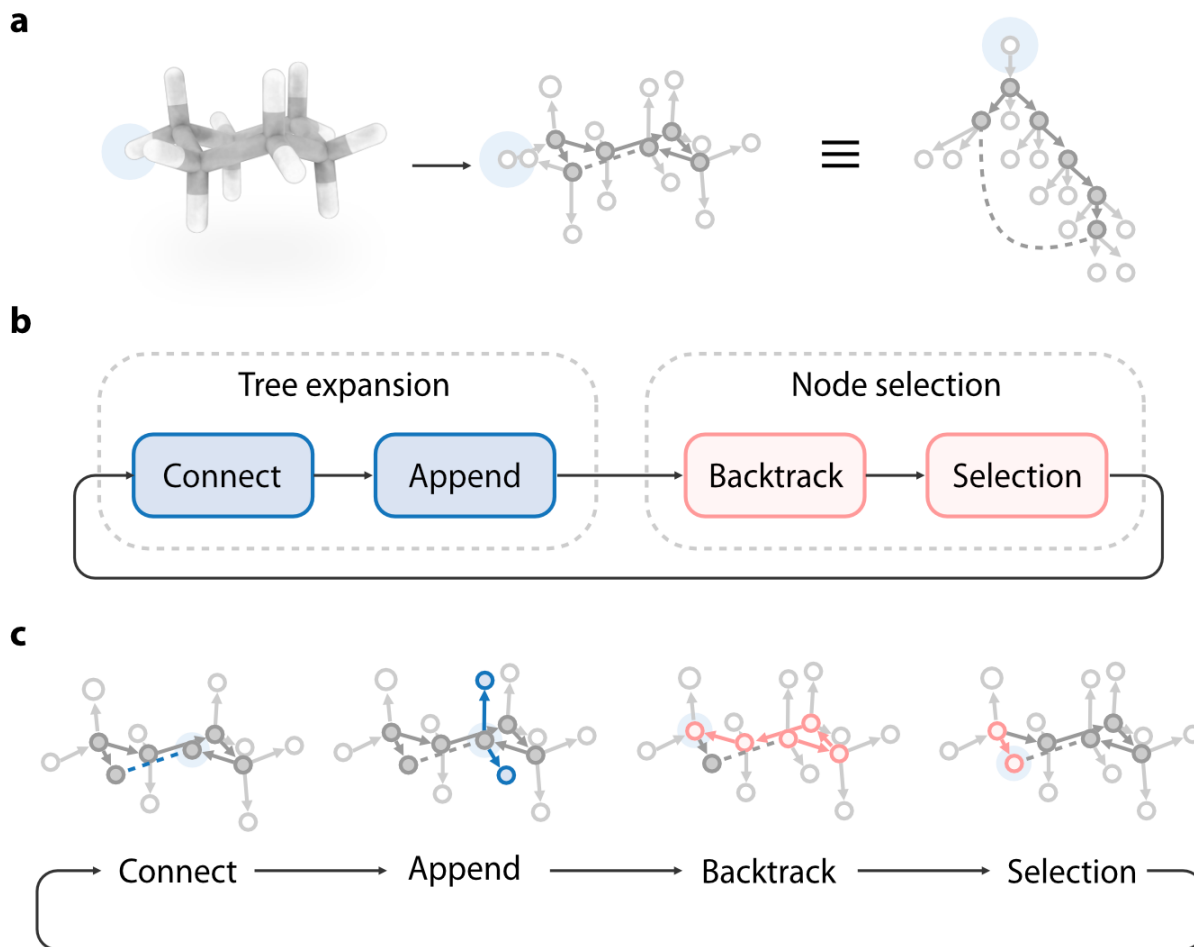 a
b
Tree expansion
Node selection
Connect
Append
Backtrack
Selection
c
Connect
Append
Backtrack
Selection